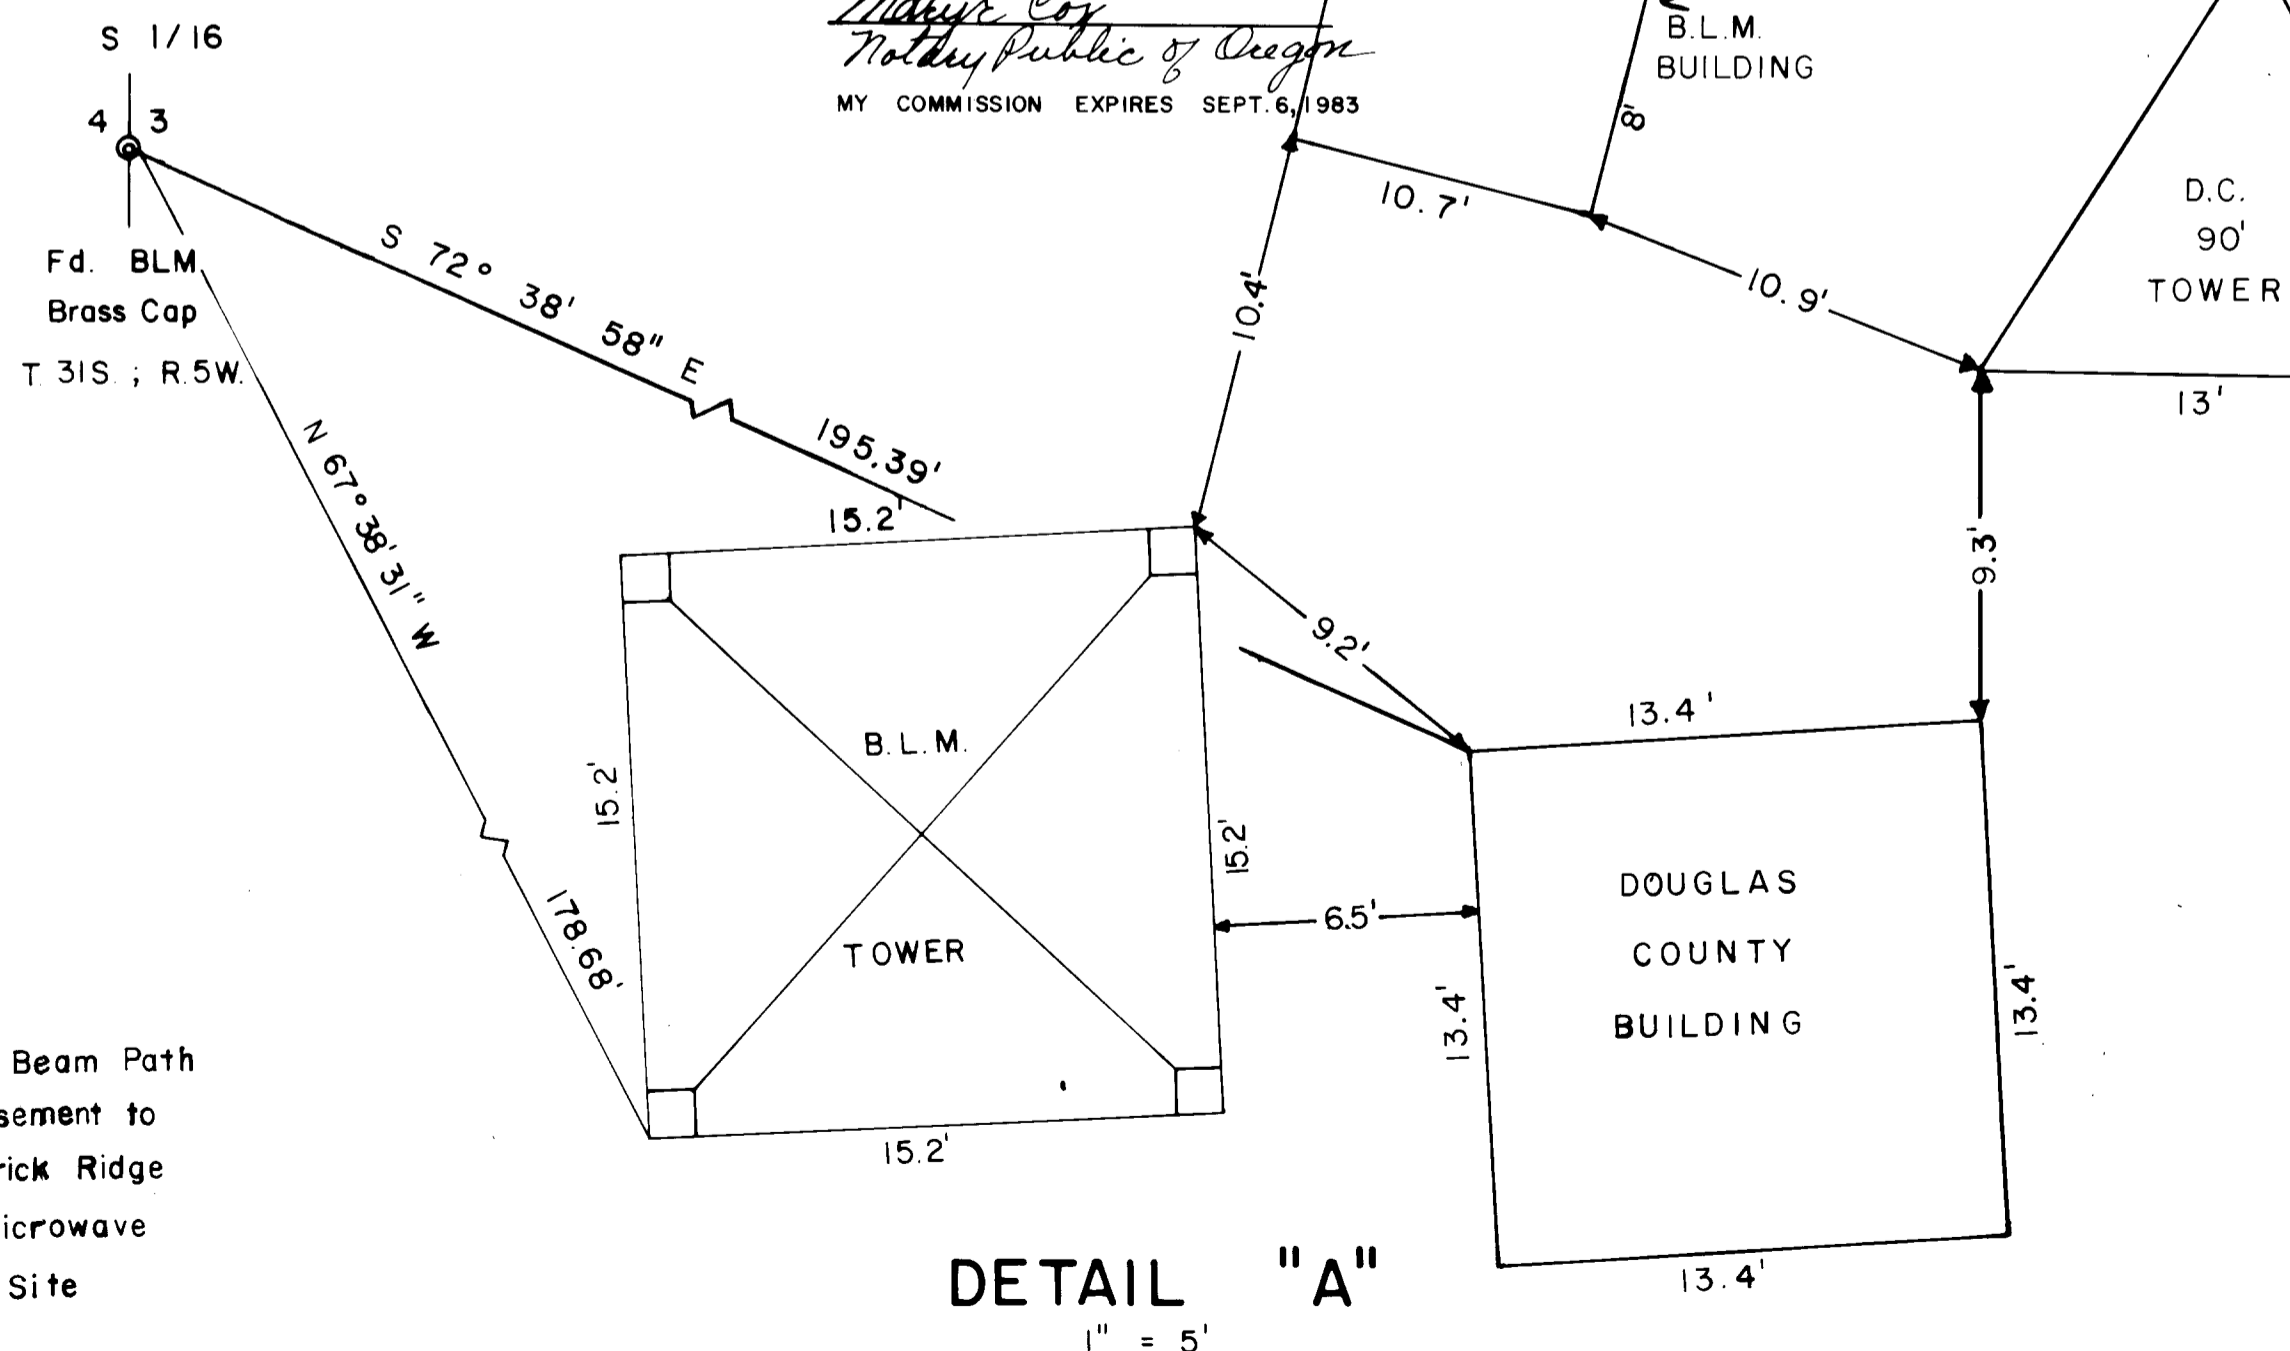 S 1/16
4 3
Fd. BLM
Brass Cap
T. 31S. ; R.5W.
S 72° 38' 58" E
195.39'
N 67° 38' 31" W
178.68'
Notary Public of Oregon
MY COMMISSION EXPIRES SEPT. 6, 1983
B.L.M.
BUILDING
8'
10.7'
10.9'
10.4'
D.C.
90'
TOWER
13'
9.3'
9.2'
15.2'
15.2'
B.L.M.
TOWER
15.2'
15.2'
6.5'
13.4'
13.4'
DOUGLAS
COUNTY
BUILDING
13.4'
13.4'
Beam Path
sement to
rick Ridge
icrowave
Site
DETAIL "A"
1" = 5'